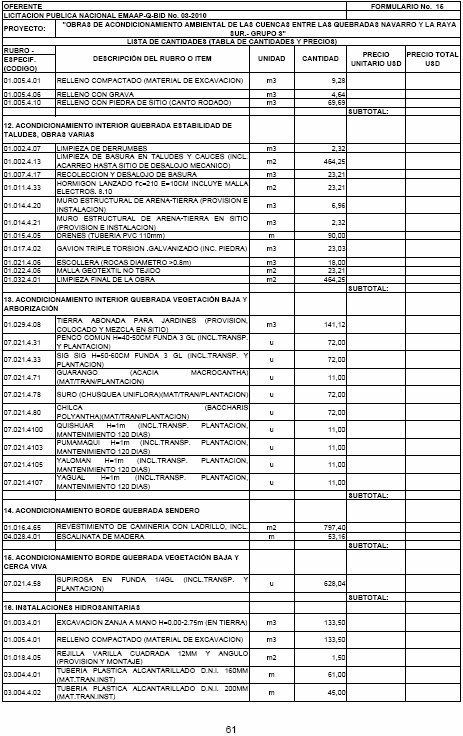 OFERENTE FORMULARIO No. 15
LICITACION PUBLICA NACIONAL EMAAP-Q-BID No. 03-2010
PROYECTO: "OBRAS DE ACONDICIONAMIENTO AMBIENTAL DE LAS CUENCAS ENTRE LAS QUEBRADAS NAVARRO Y LA RAYA
SUR.- GRUPO 3"
LISTA DE CANTIDADES (TABLA DE CANTIDADES Y PRECIOS)
RUBRO - ESPECIF. (CODIGO) DESCRIPCIÓN DEL RUBRO O ITEM UNIDAD CANTIDAD PRECIO UNITARIO USD PRECIO TOTAL USD
01.005.4.01 RELLENO COMPACTADO (MATERIAL DE EXCAVACION) m3 9,28
01.005.4.06 RELLENO CON GRAVA m3 4,64
01.005.4.10 RELLENO CON PIEDRA DE SITIO (CANTO RODADO) m3 69,69
SUBTOTAL:
12. ACONDICIONAMIENTO INTERIOR QUEBRADA ESTABILIDAD DE
TALUDES, OBRAS VARIAS
01.002.4.07 LIMPIEZA DE DERRUMBES m3 2,32
01.002.4.13 LIMPIEZA DE BASURA EN TALUDES Y CAUCES (INCL.
ACARREO HASTA SITIO DE DESALOJO MECANICO) m2 464,25
01.007.4.17 RECOLECCION Y DESALOJO DE BASURA m3 23,21
01.011.4.33 HORMIGON LANZADO f'c=210 E=10CM INCLUYE MALLA
ELECTROS. 8.10 m2 23,21
01.014.4.20 MURO ESTRUCTURAL DE ARENA-TIERRA (PROVISION E
INSTALACION) m3 6,96
01.014.4.21 MURO ESTRUCTURAL DE ARENA-TIERRA EN SITIO
(PROVISION E INSTALACION) m3 2,32
01.015.4.05 DRENES (TUBERIA PVC 110mm) m 90,00
01.017.4.02 GAVION TRIPLE TORSION .GALVANIZADO (INC. PIEDRA) m3 23,03
01.021.4.06 ESCOLLERA (ROCAS DIAMETRO >0.8m) m3 18,00
01.022.4.06 MALLA GEOTEXTIL NO TEJIDO m2 23,21
01.032.4.01 LIMPIEZA FINAL DE LA OBRA m2 464,25
SUBTOTAL:
13. ACONDICIONAMIENTO INTERIOR QUEBRADA VEGETACIÓN BAJA Y
ARBORIZACIÓN
01.029.4.08 TIERRA ABONADA PARA JARDINES (PROVISION,
COLOCADO Y MEZCLA EN SITIO) m3 141,12
07.021.4.31 PENCO COMUN H=40-50CM FUNDA 3 GL (INCL.TRANSP.
Y PLANTACION) u 72,00
07.021.4.33 SIG SIG H=50-60CM FUNDA 3 GL (INCL.TRANSP. Y
PLANTACION) u 72,00
07.021.4.71 GUARANGO (ACACIA MACROCANTHA)
(MAT/TRAN/PLANTACION) u 11,00
07.021.4.78 SURO (CHUSQUEA UNIFLORA)(MAT/TRAN/PLANTACION) u 72,00
07.021.4.80 CHILCA (BACCHARIS
POLYANTHA)(MAT/TRAN/PLANTACION) u 72,00
07.021.4100 QUISHUAR H=1m (INCL.TRANSP. PLANTACION,
MANTENIMIENTO 120 DIAS) u 11,00
07.021.4103 PUMAMAQUI H=1m (INCL.TRANSP. PLANTACION,
MANTENIMIENTO 120 DIAS) u 11,00
07.021.4105 YALOMAN H=1m (INCL.TRANSP. PLANTACION,
MANTENIMIENTO 120 DIAS) u 11,00
07.021.4107 YAGUAL H=1m (INCL.TRANSP. PLANTACION,
MANTENIMIENTO 120 DIAS) u 11,00
SUBTOTAL:
14. ACONDICIONAMIENTO BORDE QUEBRADA SENDERO
01.016.4.65 REVESTIMIENTO DE CAMINERIA CON LADRILLO, INCL. m2 797,40
04.028.4.01 ESCALINATA DE MADERA m 53,16
SUBTOTAL:
15. ACONDICIONAMIENTO BORDE QUEBRADA VEGETACIÓN BAJA Y
CERCA VIVA
07.021.4.58 SUPIROSA EN FUNDA 1/4GL (INCL.TRANSP. Y
PLANTACION) u 628,04
SUBTOTAL:
16. INSTALACIONES HIDROSANITARIAS
01.003.4.01 EXCAVACION ZANJA A MANO H=0.00-2.75m (EN TIERRA) m3 133,50
01.005.4.01 RELLENO COMPACTADO (MATERIAL DE EXCAVACION) m3 133,50
01.018.4.05 REJILLA VARILLA CUADRADA 12MM Y ANGULO
(PROVISION Y MONTAJE) m2 1,50
03.004.4.01 TUBERIA PLASTICA ALCANTARILLADO D.N.I. 160MM
(MAT.TRAN.INST) m 61,00
03.004.4.02 TUBERIA PLASTICA ALCANTARILLADO D.N.I. 200MM
(MAT.TRAN.INST) m 45,00
61